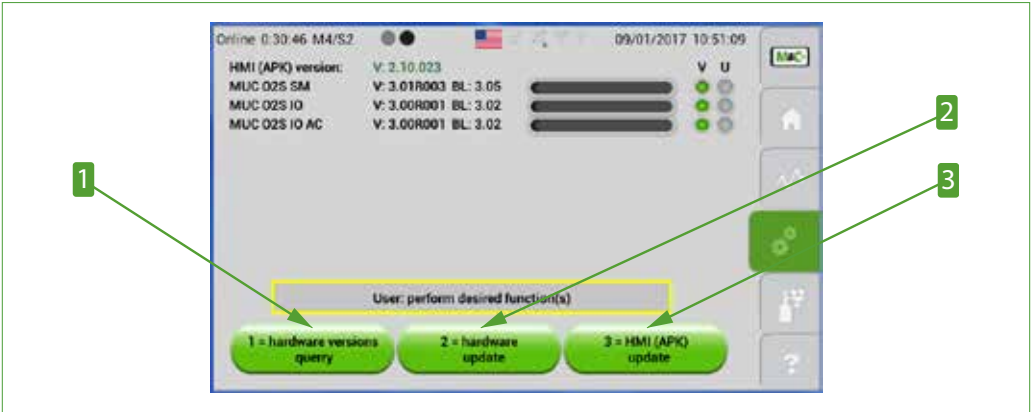 Online 0:30:46 M4/S2 09/01/2017 10:51:09
HMI (APK) version: V: 2.10.023 V U
MUC 02S SM V: 3.01R003 BL: 3.05
MUC 02S IO V: 3.00R001 BL: 3.02
MUC 02S IO AC V: 3.00R001 BL: 3.02
2
1
3
User: perform desired function(s)
1 = hardware versions
querry
2 = hardware
update
3 = HMI (APK)
update
?